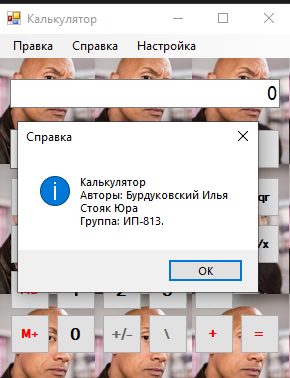 Калькулятор
Правка Справка Настройка
0
Справка
Калькулятор
Авторы: Бурдуковский Илья
Стояк Юра
Группа: ИП-813.
OK
M+ 0 +/- \ + =